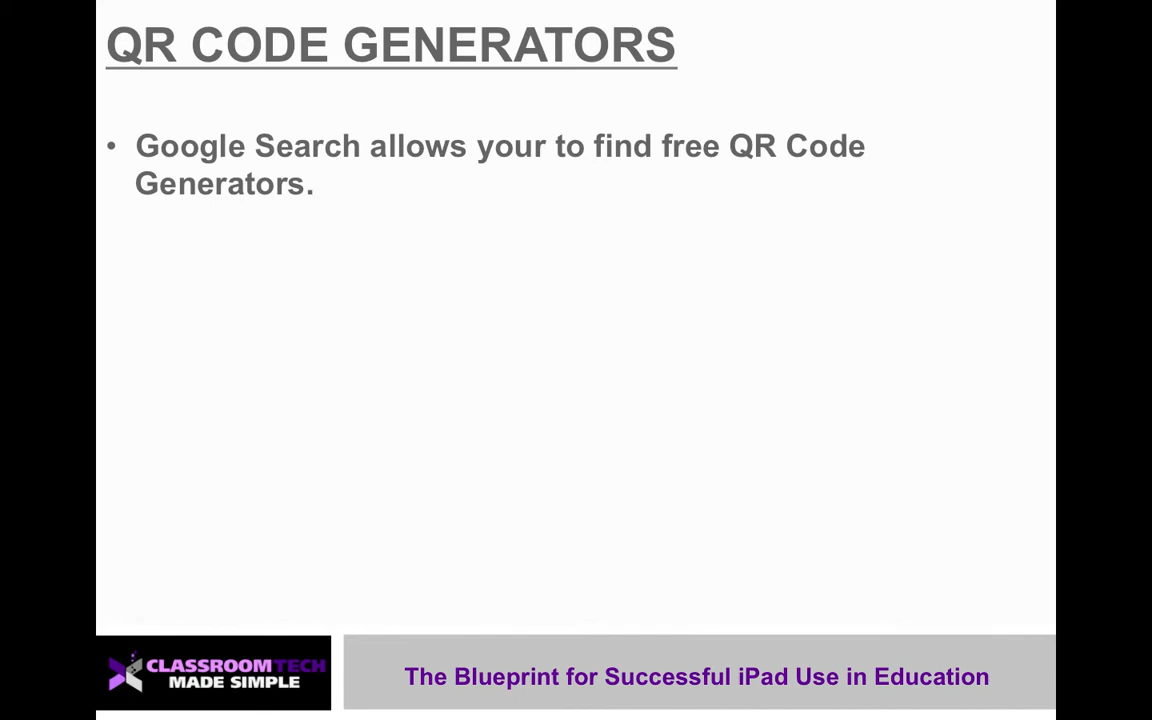 QR CODE GENERATORS
• Google Search allows your to find free QR Code
Generators.
CLASSROOMTECH
MADE SIMPLE
The Blueprint for Successful iPad Use in Education